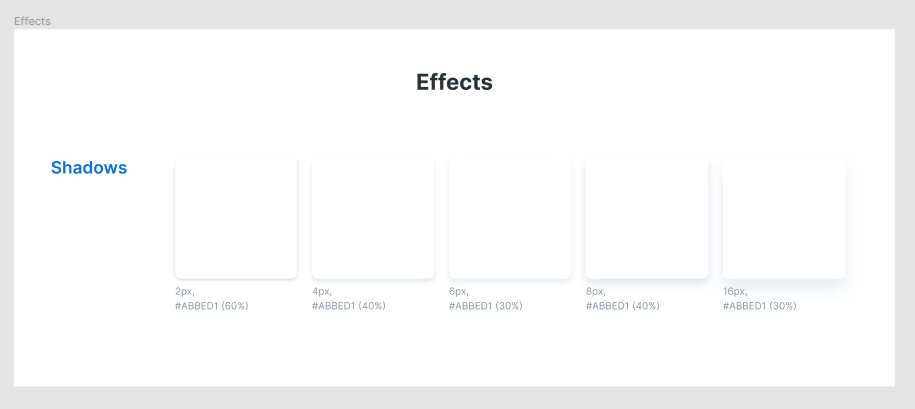 Effects
Effects
Shadows
2px,
#ABBED1 (60%)
4px,
#ABBED1 (40%)
6px,
#ABBED1 (30%)
8px,
#ABBED1 (40%)
16px,
#ABBED1 (30%)